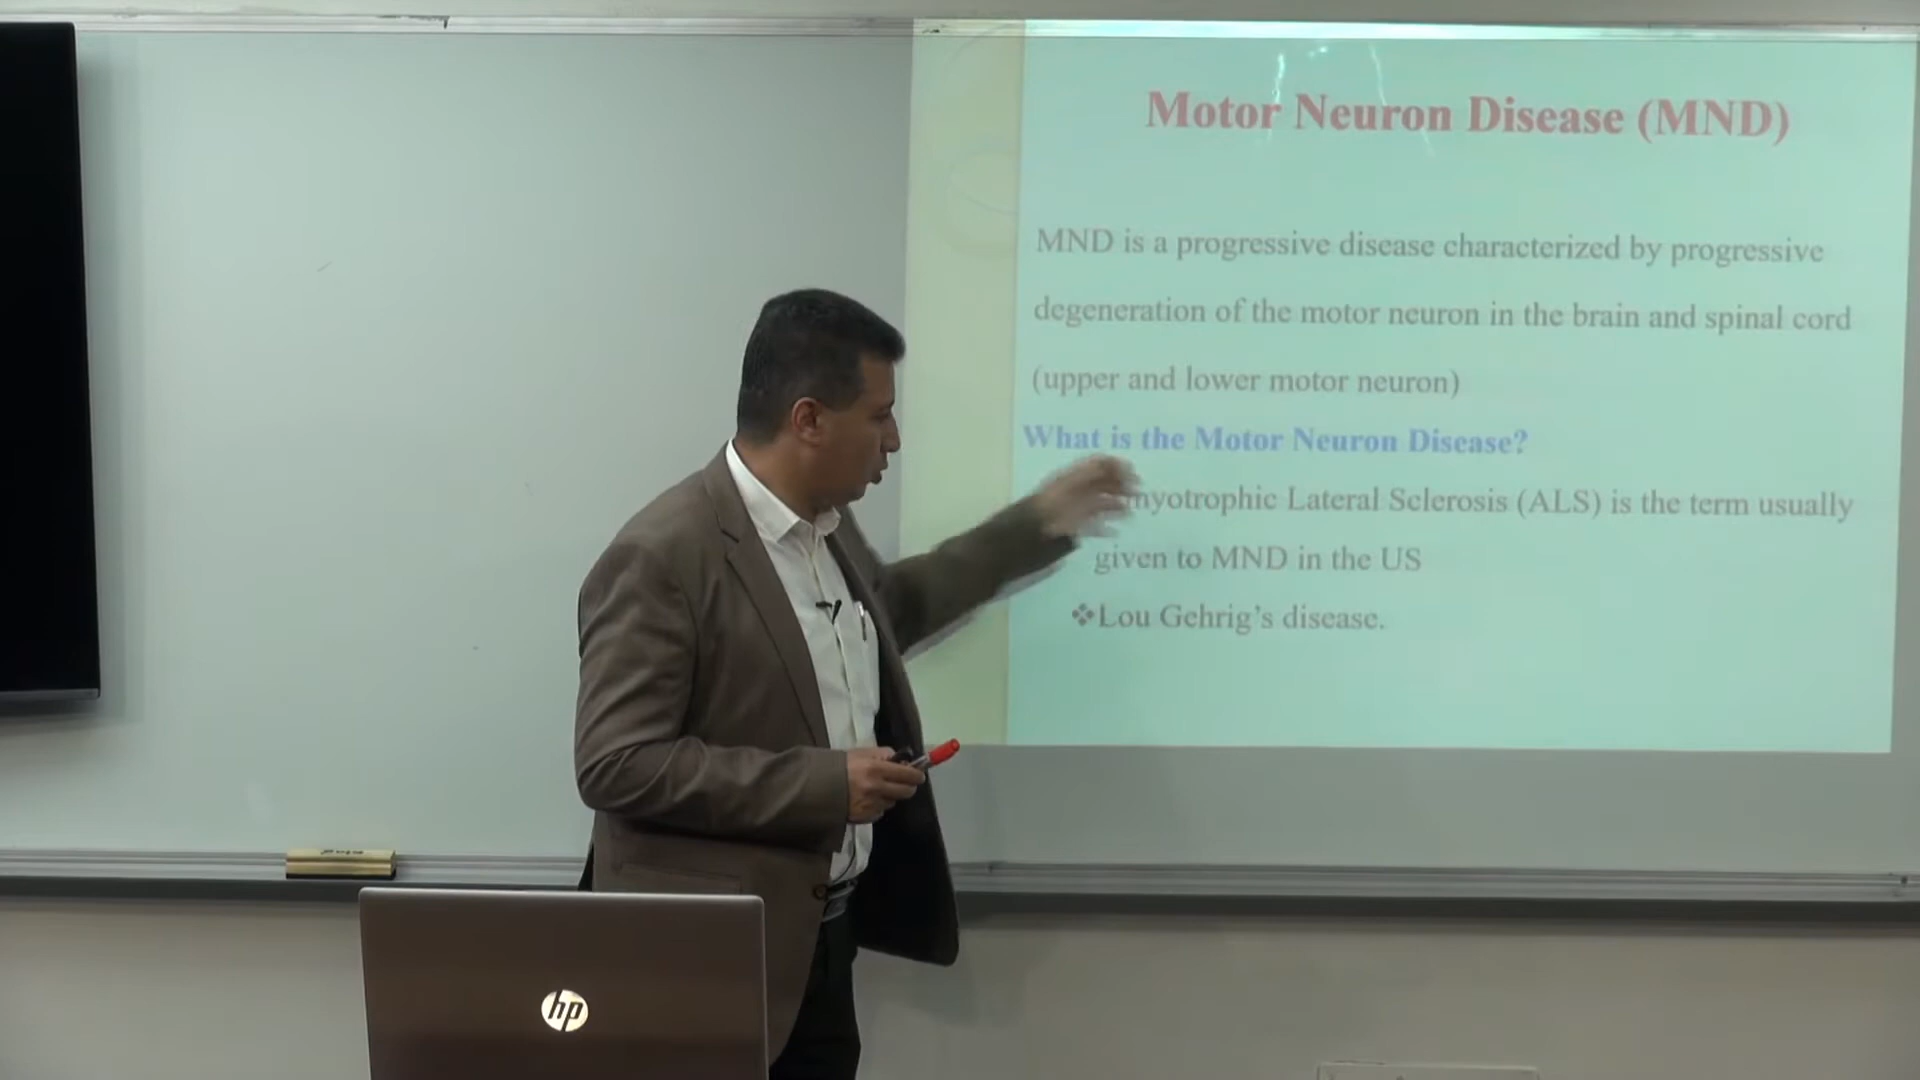 Motor Neuron Disease (MND)
MND is a progressive disease characterized by progressive
degeneration of the motor neuron in the brain and spinal cord
(upper and lower motor neuron)
What is the Motor Neuron Disease?
myotrophic Lateral Sclerosis (ALS) is the term usually
given to MND in the US
❖Lou Gehrig's disease.
hp